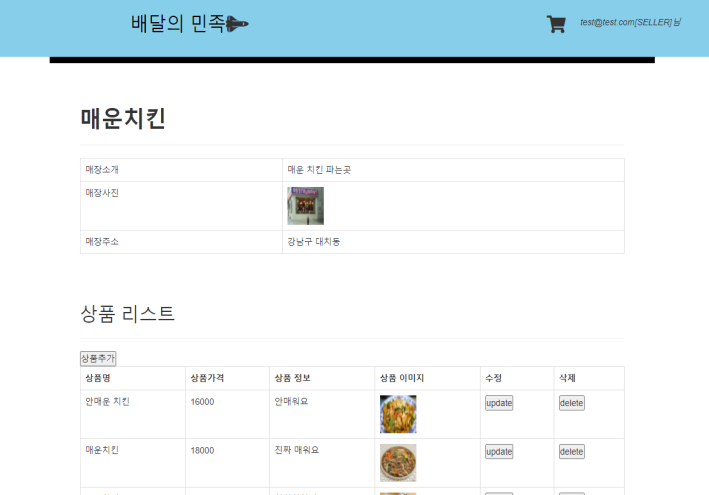 배달의 민족
test@test.com[SELLER]님
매운치킨
매장소개 매운 치킨 파는곳
매장사진
매장주소 강남구 대치동
상품 리스트
상품추가
상품명 상품가격 상품 정보 상품 이미지 수정 삭제
안매운 치킨 16000 안매워요 update delete
매운치킨 18000 진짜 매워요 update delete